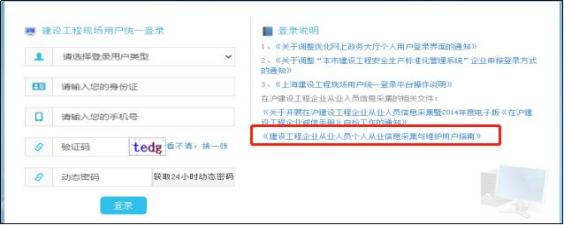 建设工程现场用户统一登录
请选择登录用户类型
请输入您的身份证
请输入您的手机号
验证码
tedg
看不清，换一张
动态密码
获取24小时动态密码
登录
登录说明
1、《关于调整优化网上政务大厅个人用户登录界面的通知》
2、《关于调整“本市建设工程安全生产标准化管理系统”企业申报登录方式
的通知》
3、《上海建设工程现场用户统一登录平台操作说明》
在沪建设工程企业从业人员信息采集的相关文件：
《关于开展在沪建设工程企业从业人员信息采集暨2014年度电子版《在沪建
设工程企业诚信手册》自检工作的通知》
《建设工程企业从业人员个人从业信息采集与维护用户指南》